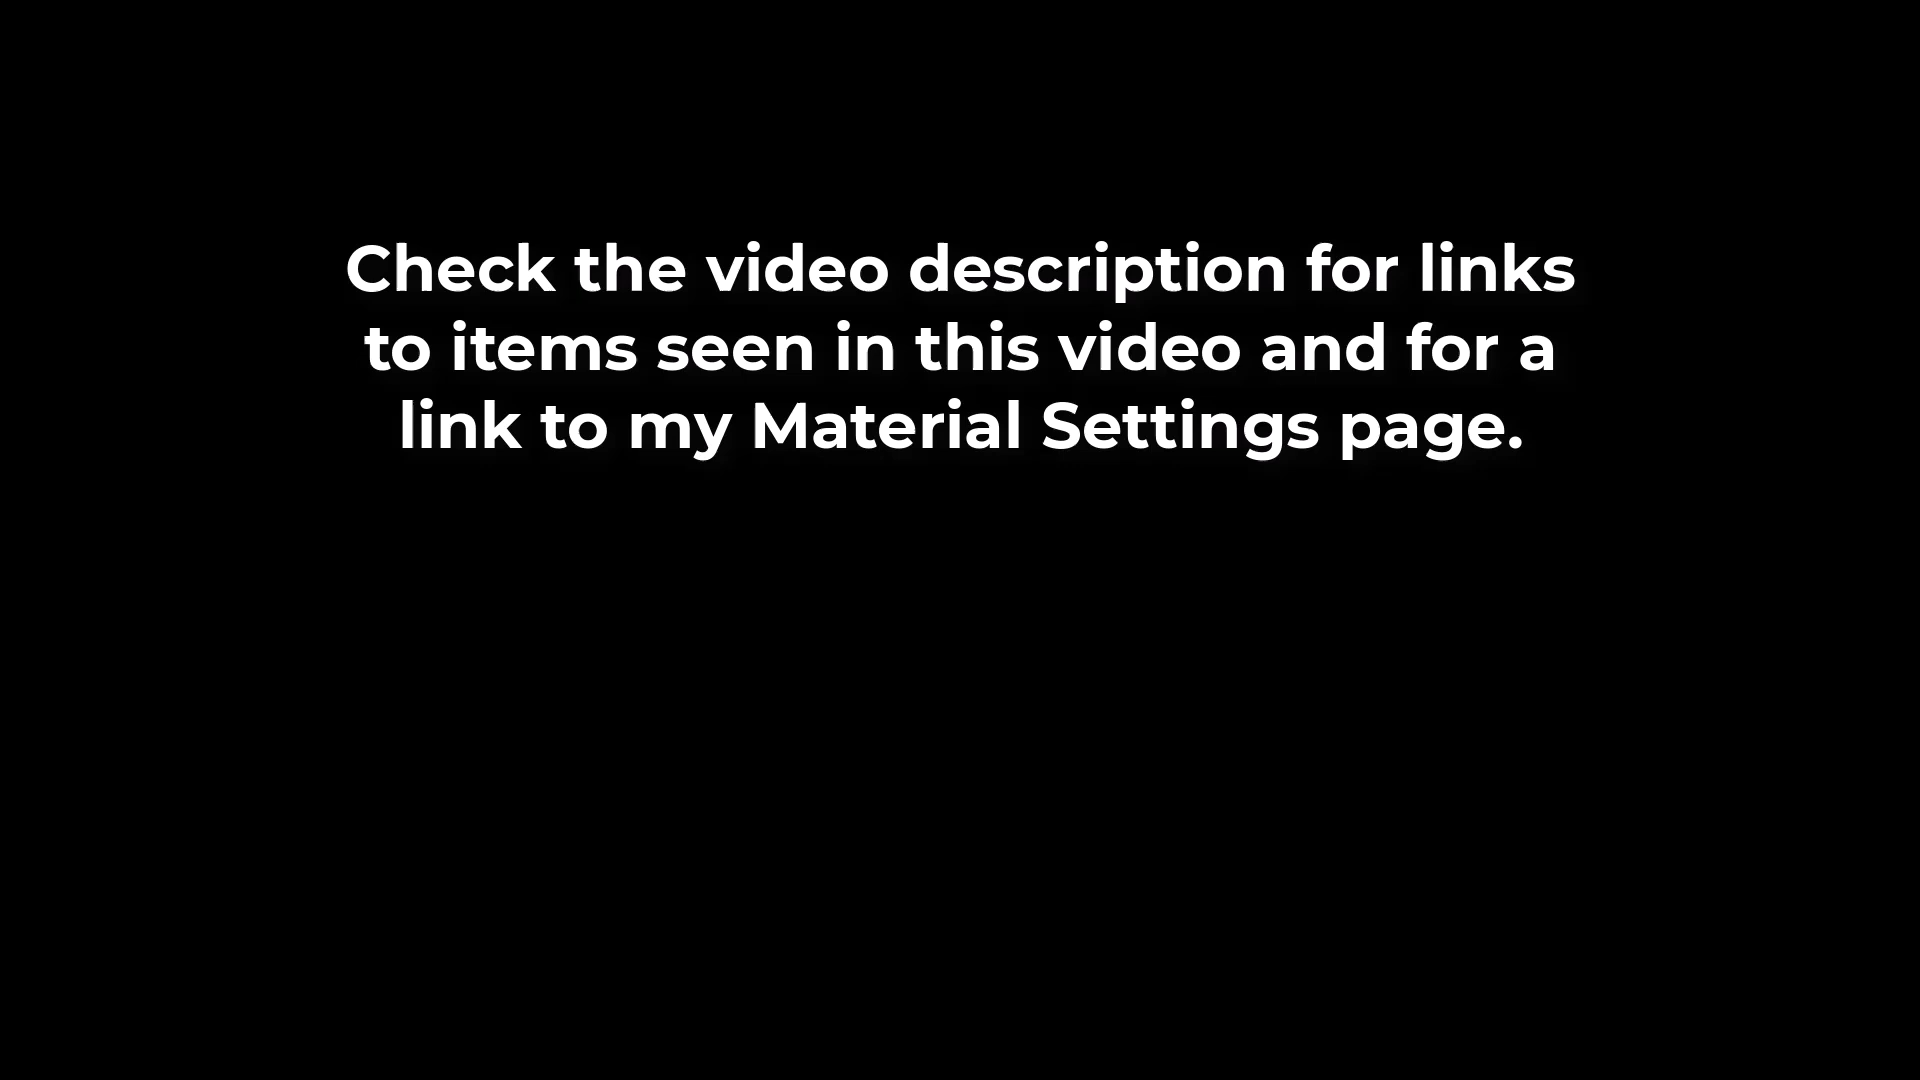 Check the video description for links
to items seen in this video and for a
link to my Material Settings page.